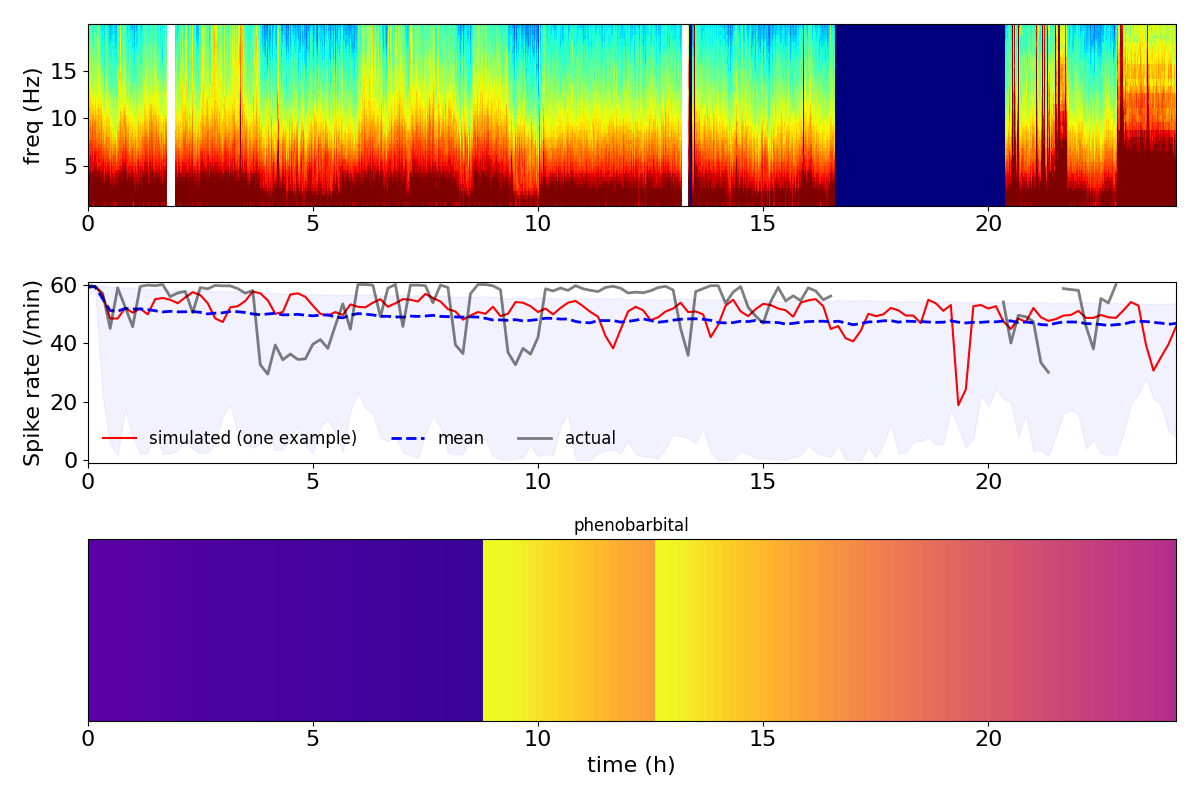 freq (Hz)
15
10
5
0 5 10 15 20
Spike rate (/min)
60
40
20
0
simulated (one example) mean actual
0 5 10 15 20
phenobarbital
0 5 10 15 20
time (h)